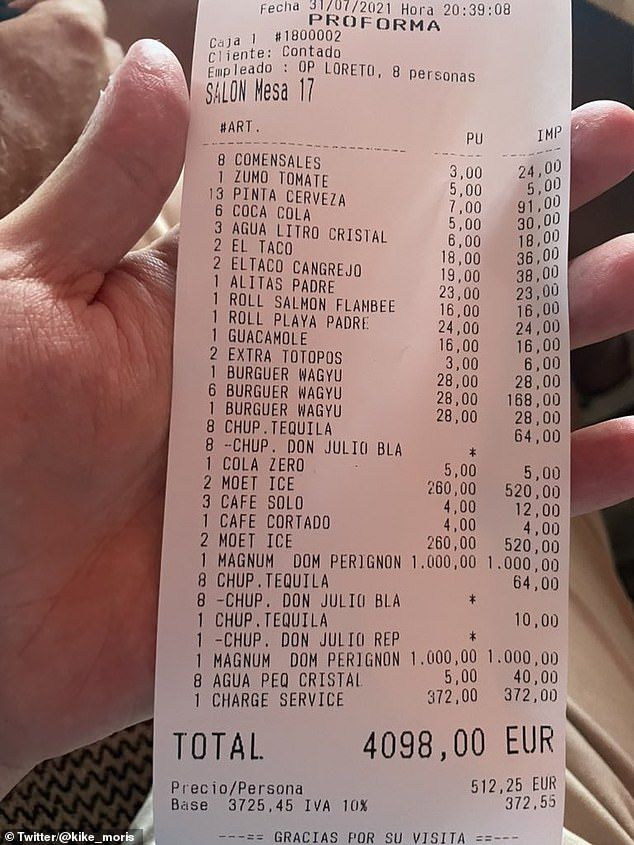 Fecha 31/07/2021 Hora 20:39:08
PROFORMA
Caja 1 #1800002
Cliente: Contado
Empleado : OP LORETO, 8 personas
SALON Mesa 17
#ART. PU IMP
8 COMENSALES 3,00 24,00
1 ZUMO TOMATE 5,00 5,00
13 PINTA CERVEZA 7,00 91,00
6 COCA COLA 5,00 30,00
3 AGUA LITRO CRISTAL 6,00 18,00
2 EL TACO 18,00 36,00
2 ELTACO CANGREJO 19,00 38,00
1 ALITAS PADRE 23,00 23,00
1 ROLL SALMON FLAMBEE 16,00 16,00
1 ROLL PLAYA PADRE 24,00 24,00
1 GUACAMOLE 16,00 16,00
2 EXTRA TOTOPOS 3,00 6,00
1 BURGUER WAGYU 28,00 28,00
6 BURGUER WAGYU 28,00 168,00
1 BURGUER WAGYU 28,00 28,00
8 CHUP.TEQUILA 64,00
8 -CHUP. DON JULIO BLA *
1 COLA ZERO 5,00 5,00
2 MOET ICE 260,00 520,00
3 CAFE SOLO 4,00 12,00
1 CAFE CORTADO 4,00 4,00
2 MOET ICE 260,00 520,00
1 MAGNUM DOM PERIGNON 1.000,00 1.000,00
8 CHUP.TEQUILA 64,00
8 -CHUP. DON JULIO BLA *
1 CHUP.TEQUILA 10,00
1 -CHUP. DON JULIO REP *
1 MAGNUM DOM PERIGNON 1.000,00 1.000,00
8 AGUA PEQ CRISTAL 5,00 40,00
1 CHARGE SERVICE 372,00 372,00
TOTAL 4098,00 EUR
Precio/Persona 512,25 EUR
Base 3725,45 IVA 10% 372,55
---== GRACIAS POR SU VISITA ==---
Twitter/@kike_moris